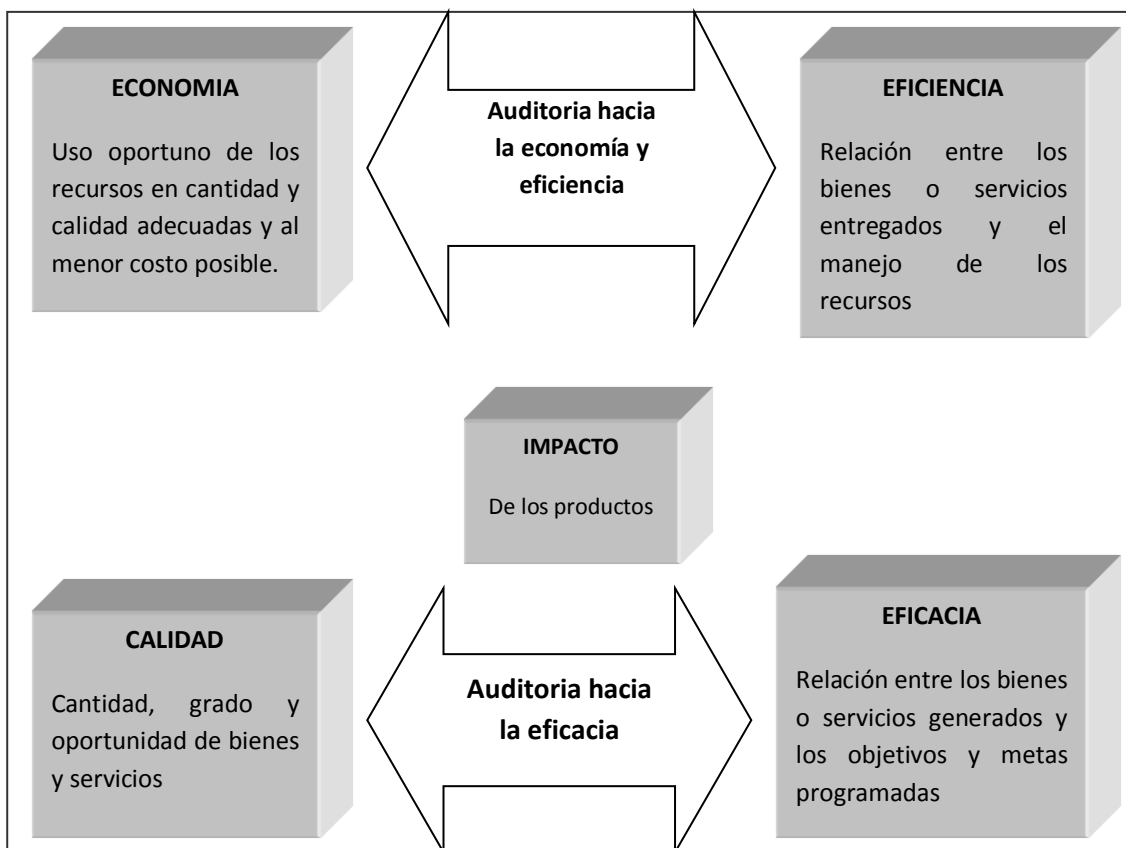 ECONOMIA
Uso oportuno de los
recursos en cantidad y
calidad adecuadas y al
menor costo posible.
Auditoria hacia
la economía y
eficiencia
EFICIENCIA
Relación entre los
bienes o servicios
entregados y el
manejo de los
recursos
IMPACTO
De los productos
CALIDAD
Cantidad, grado y
oportunidad de bienes
y servicios
Auditoria hacia
la eficacia
EFICACIA
Relación entre los bienes
o servicios generados y
los objetivos y metas
programadas